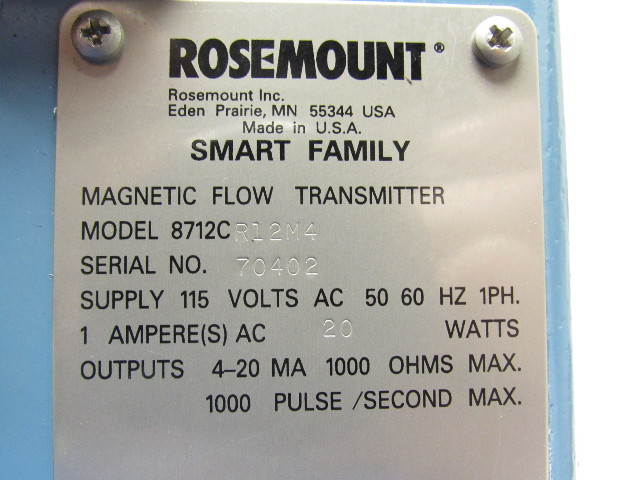 ROSEMOUNT®
Rosemount Inc.
Eden Prairie, MN 55344 USA
Made in U.S.A.
SMART FAMILY
MAGNETIC FLOW TRANSMITTER
MODEL 8712C R12M4
SERIAL NO. 70402
SUPPLY 115 VOLTS AC 50 60 HZ 1PH.
1 AMPERE(S) AC 20 WATTS
OUTPUTS 4-20 MA 1000 OHMS MAX.
1000 PULSE /SECOND MAX.